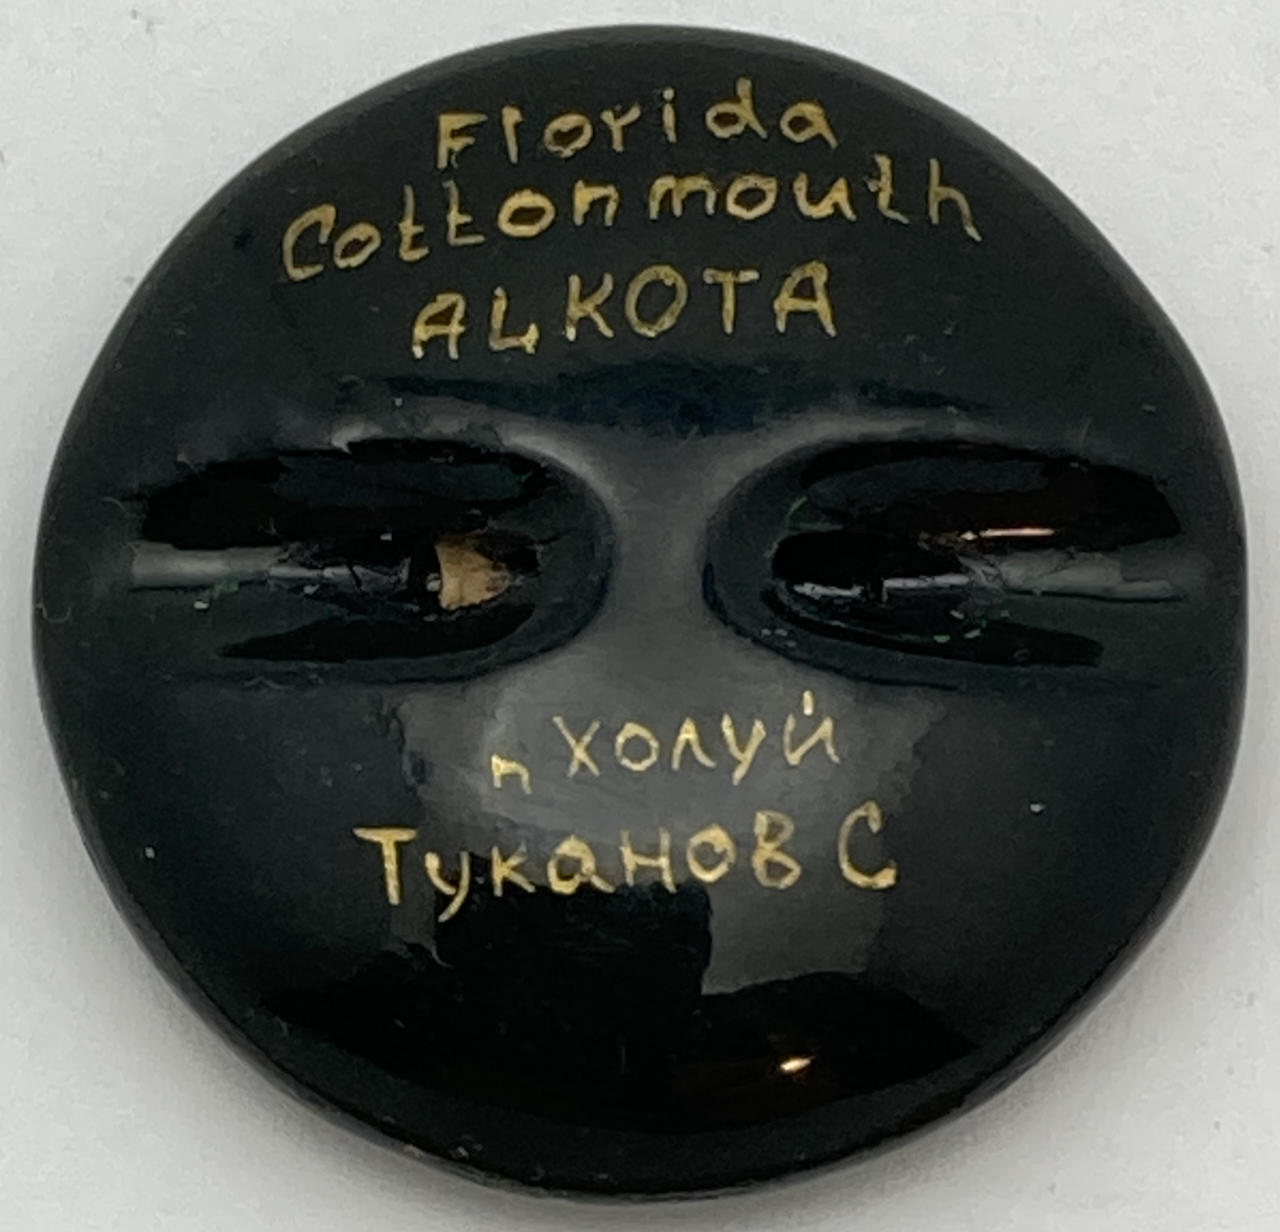 Florida
Cottonmouth
ALKOTA
п Холуй
Туканов С